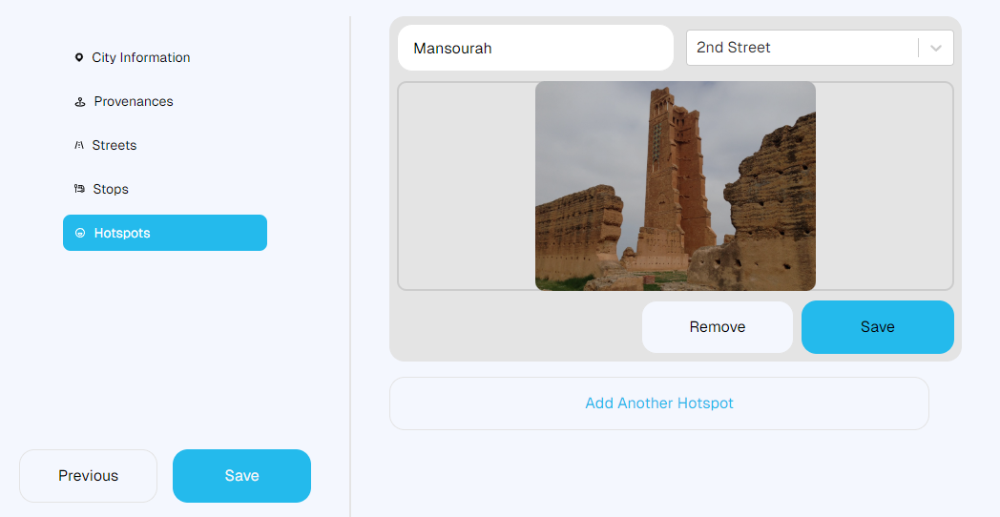 City Information
Provenances
Streets
Stops
Hotspots
Previous
Save
Mansourah
2nd Street
Remove
Save
Add Another Hotspot